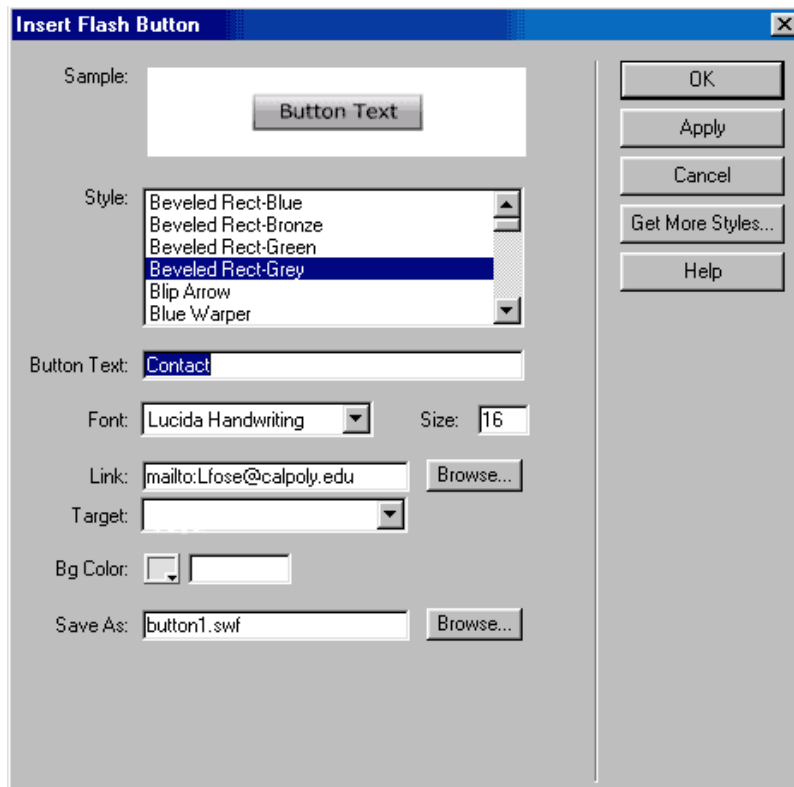 Insert Flash Button
Sample:
Button Text
OK
Apply
Cancel
Get More Styles...
Help
Style:
Beveled Rect-Blue
Beveled Rect-Bronze
Beveled Rect-Green
Beveled Rect-Grey
Blip Arrow
Blue Warper
Button Text: Contact
Font: Lucida Handwriting Size: 16
Link: mailto:Lfose@calpoly.edu Browse...
Target:
Bg Color:
Save As: button1.swf Browse...